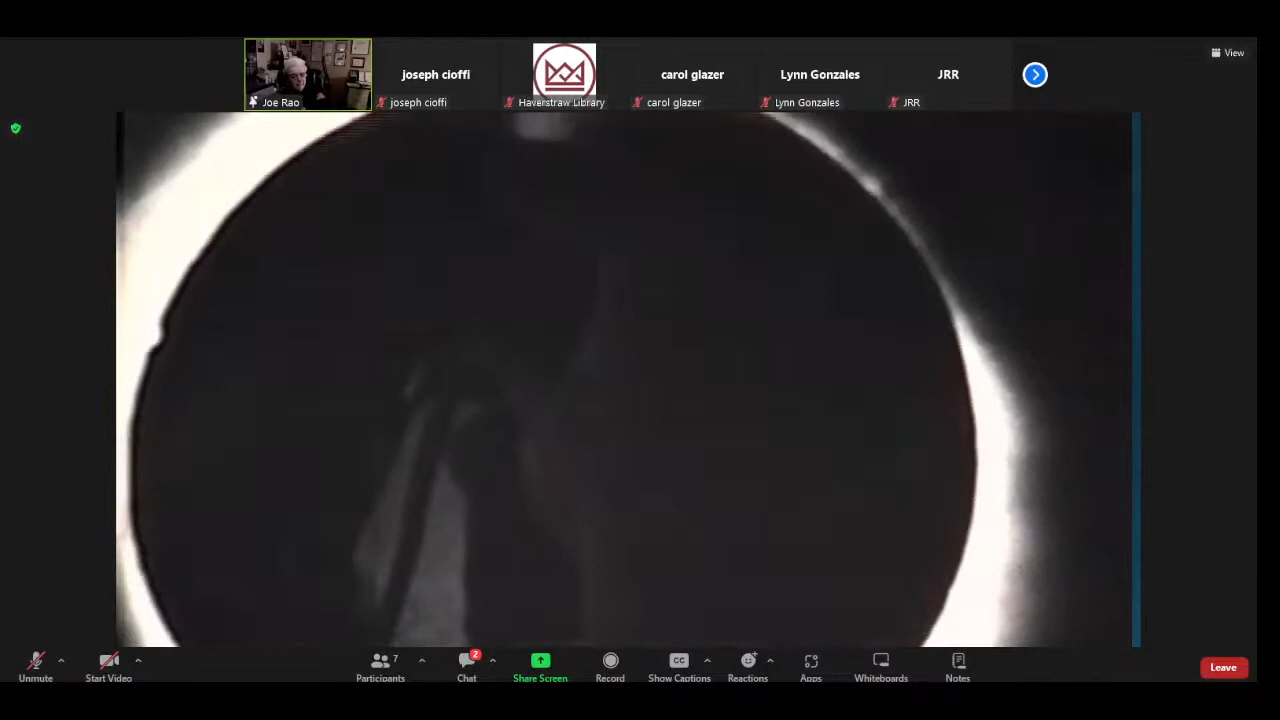 View
joseph cioffi
carol glazer
Lynn Gonzales
JRR
Joe Rao
joseph cioffi
Haverstraw Library
carol glazer
Lynn Gonzales
JRR
7
2
CC
Unmute
Start Video
Participants
Chat
Share Screen
Record
Show Captions
Reactions
Apps
Whiteboards
Notes
Leave